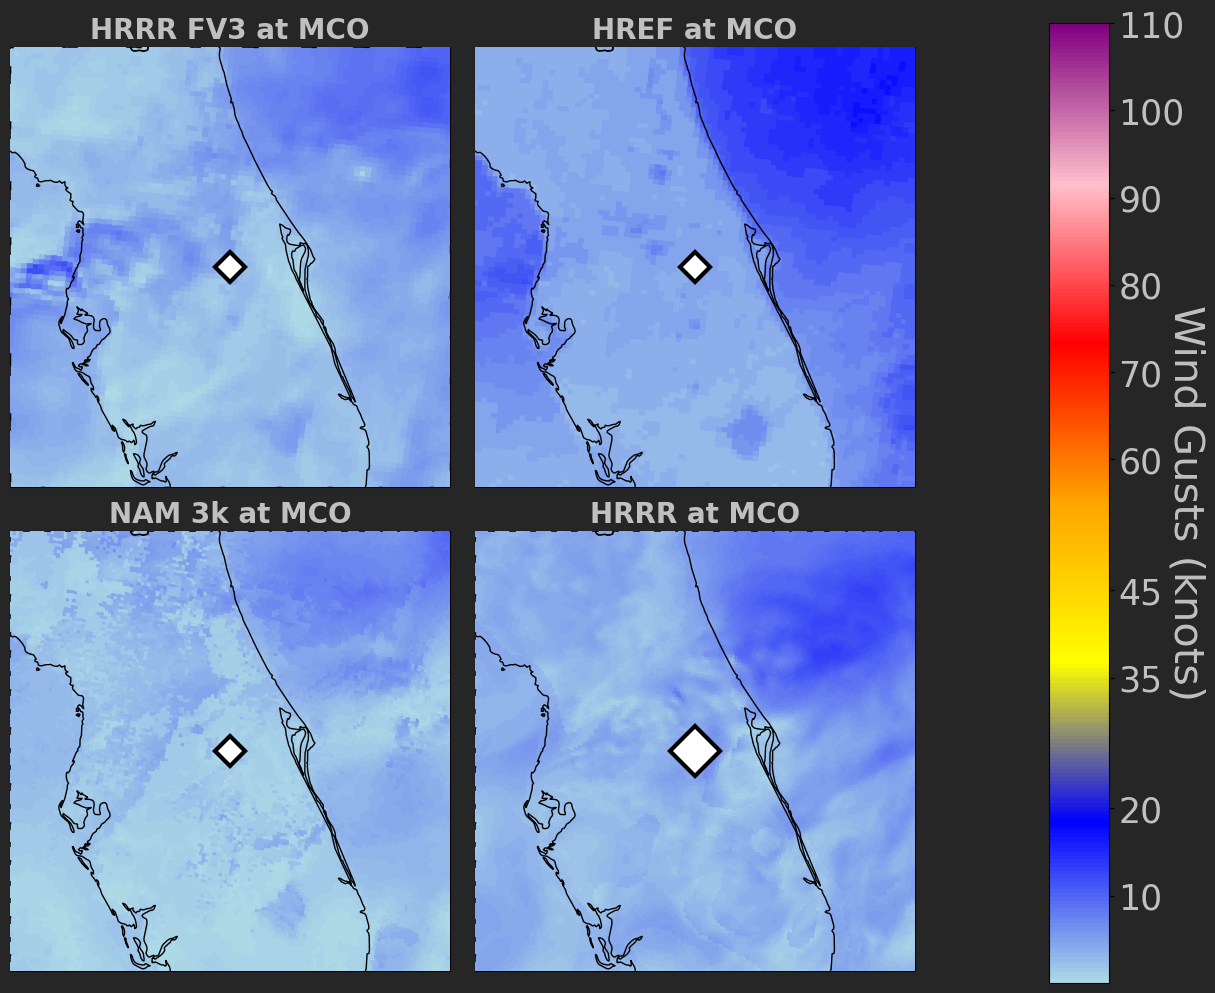 HRRR FV3 at MCO
HREF at MCO
NAM 3k at MCO
HRRR at MCO
110
100
90
80
70
60
45
35
20
10
Wind Gusts (knots)